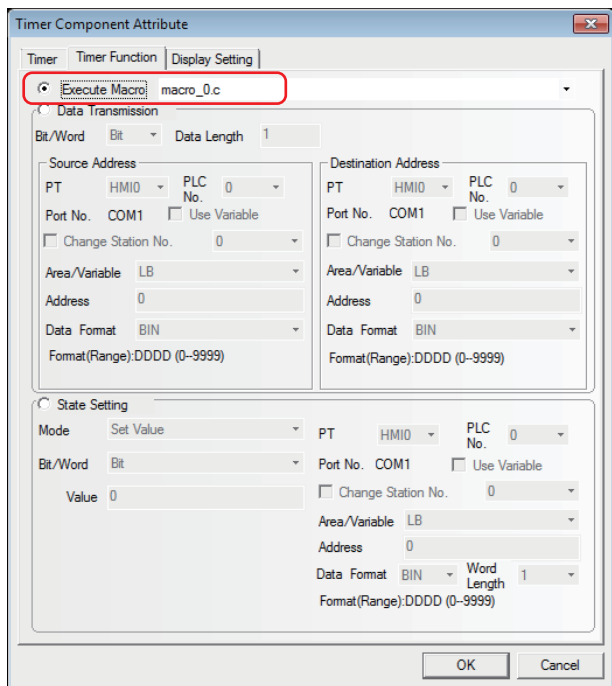 Timer Component Attribute
Timer Timer Function Display Setting
Execute Macro macro_0.c
Data Transmission
Bit/Word Bit Data Length 1
Source Address
PT HMI0 PLC No. 0
Port No. COM1 Use Variable
Change Station No. 0
Area/Variable LB
Address 0
Data Format BIN
Format(Range):DDDD (0--9999)
Destination Address
PT HMI0 PLC No. 0
Port No. COM1 Use Variable
Change Station No. 0
Area/Variable LB
Address 0
Data Format BIN
Format(Range):DDDD (0--9999)
State Setting
Mode Set Value
Bit/Word Bit
Value 0
PT HMI0 PLC No. 0
Port No. COM1 Use Variable
Change Station No. 0
Area/Variable LB
Address 0
Data Format BIN Word Length 1
Format(Range):DDDD (0--9999)
OK Cancel